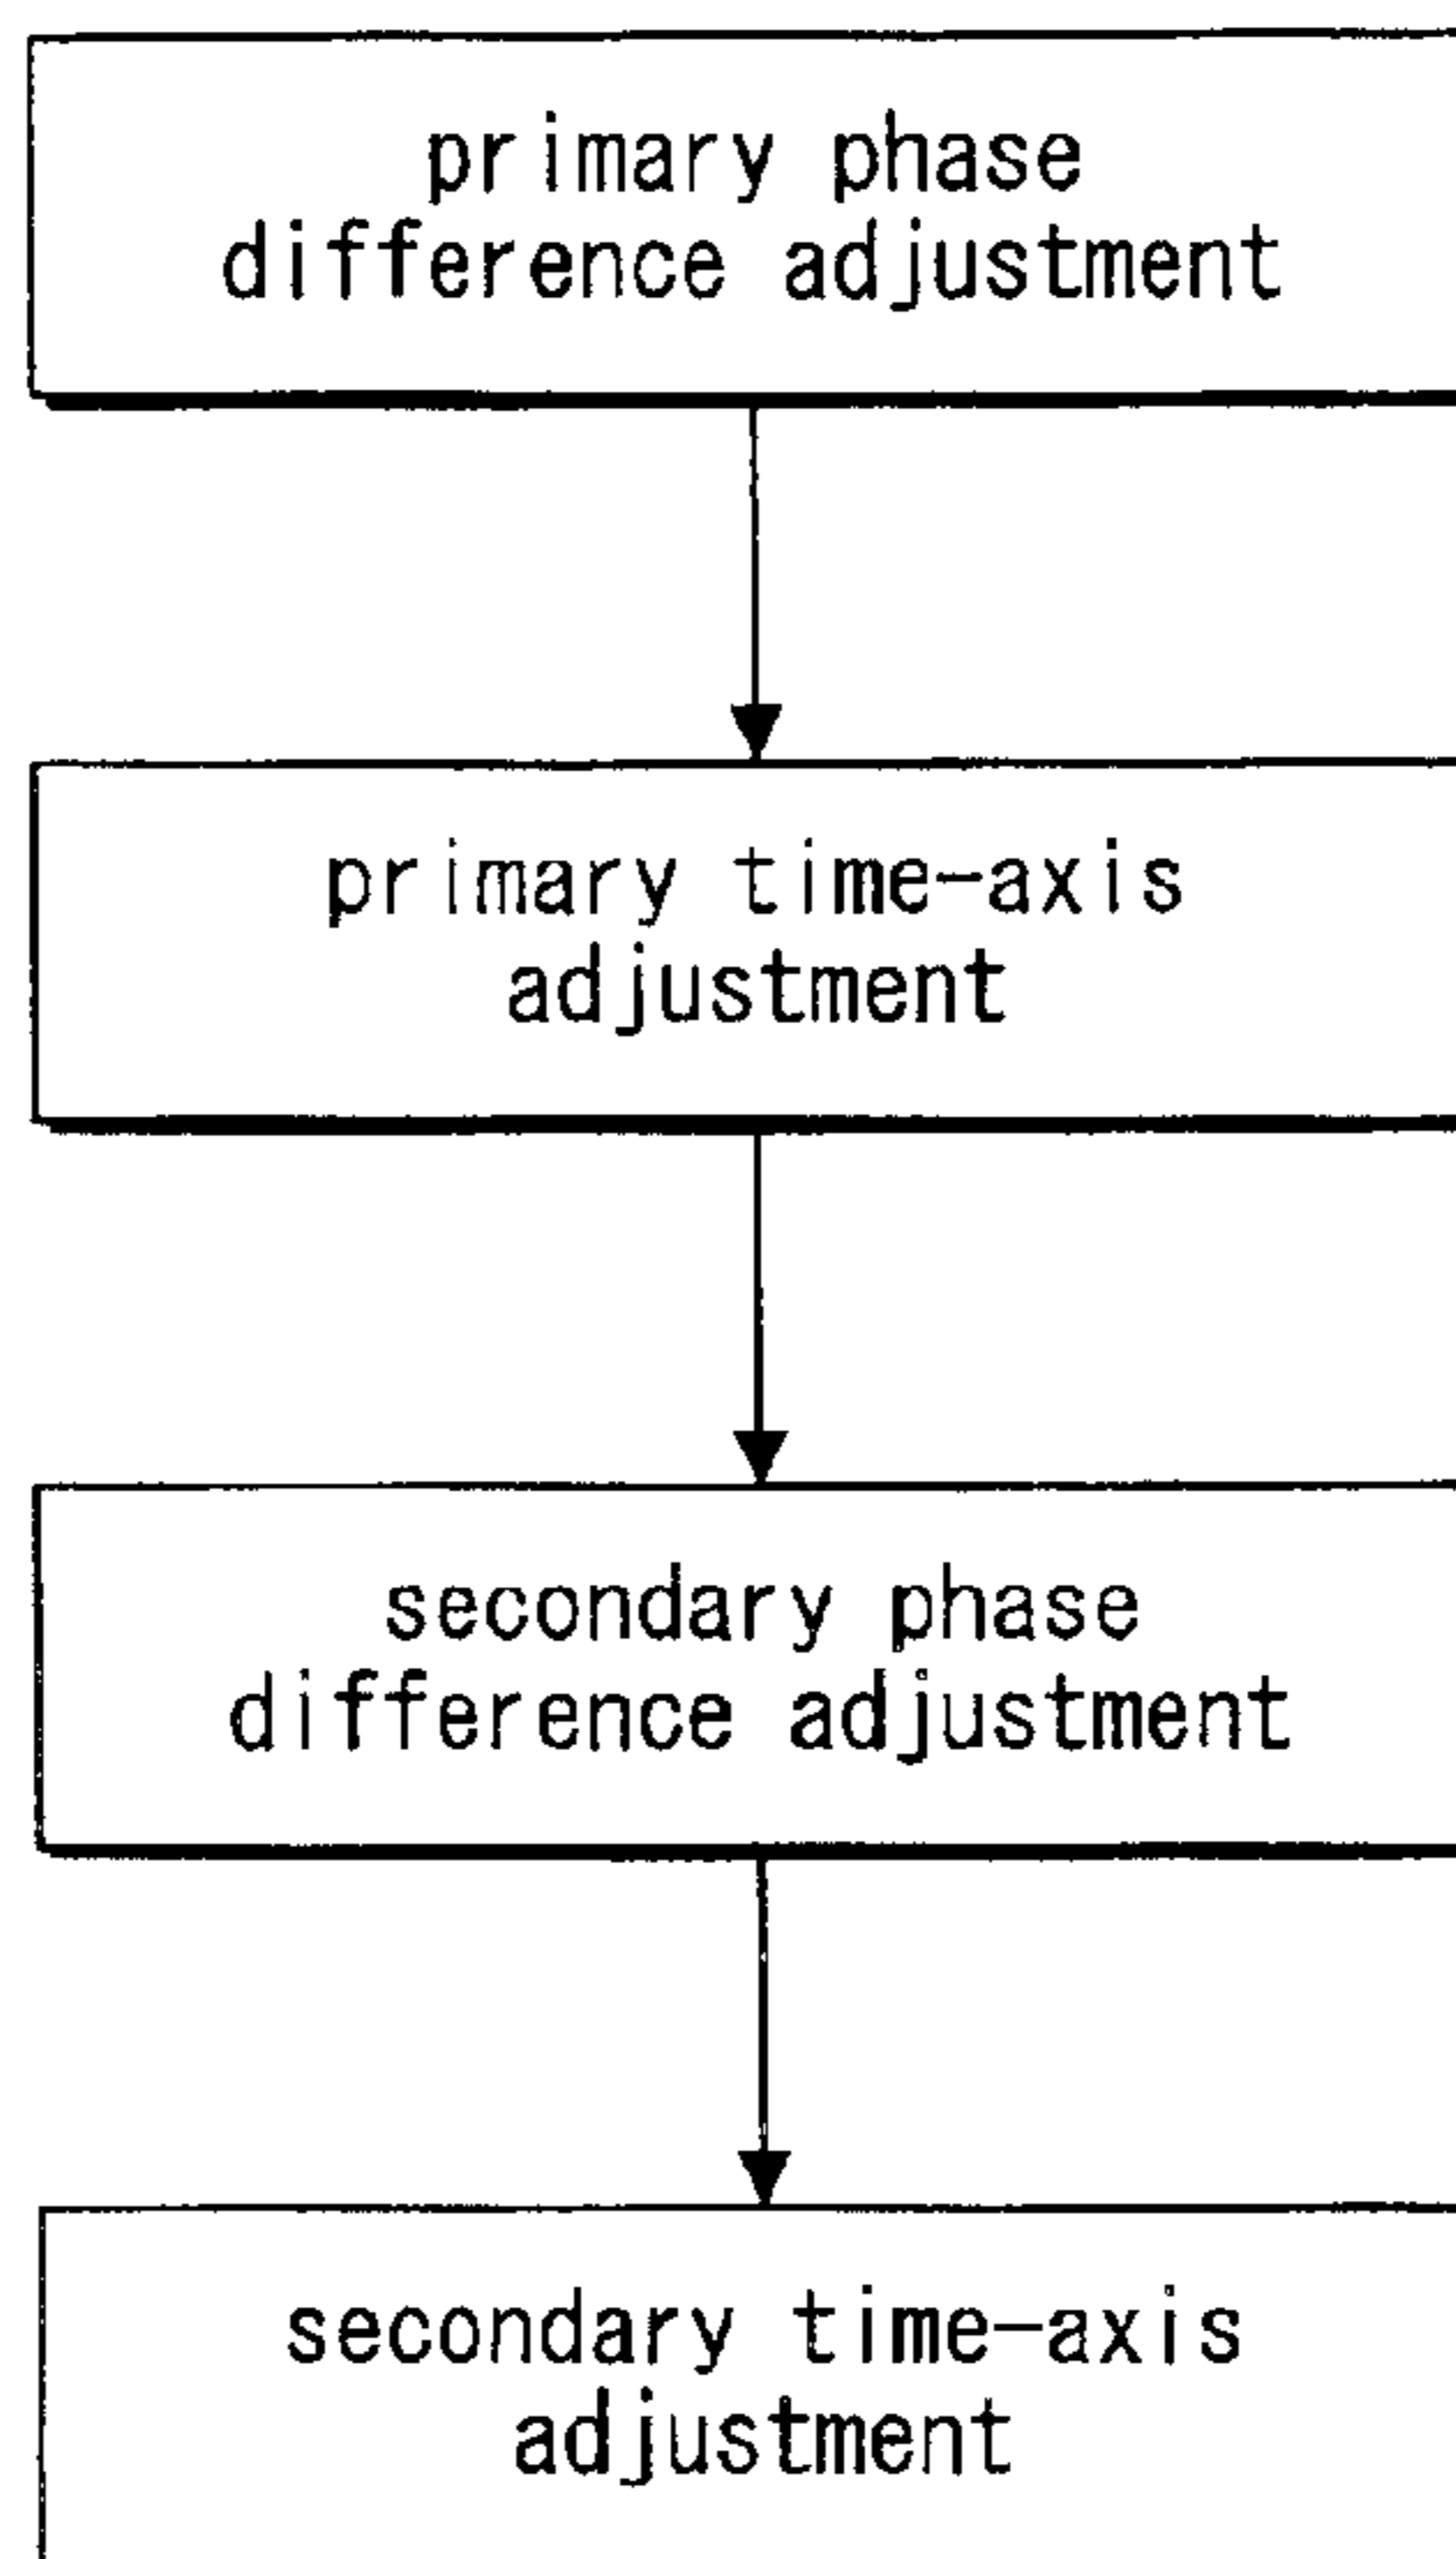 primary phase
difference adjustment
primary time-axis
adjustment
secondary phase
difference adjustment
secondary time-axis
adjustment